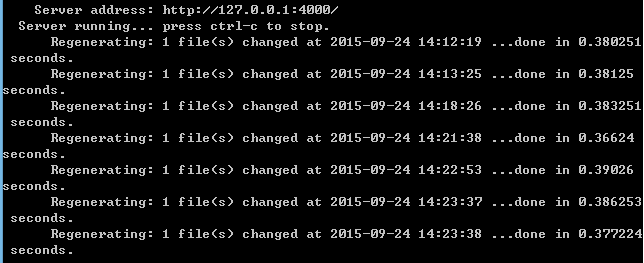 Server address: http://127.0.0.1:4000/
Server running... press ctrl-c to stop.
Regenerating: 1 file(s) changed at 2015-09-24 14:12:19 ...done in 0.380251
seconds.
Regenerating: 1 file(s) changed at 2015-09-24 14:13:25 ...done in 0.38125
seconds.
Regenerating: 1 file(s) changed at 2015-09-24 14:18:26 ...done in 0.383251
seconds.
Regenerating: 1 file(s) changed at 2015-09-24 14:21:38 ...done in 0.36624
seconds.
Regenerating: 1 file(s) changed at 2015-09-24 14:22:53 ...done in 0.39026
seconds.
Regenerating: 1 file(s) changed at 2015-09-24 14:23:37 ...done in 0.386253
seconds.
Regenerating: 1 file(s) changed at 2015-09-24 14:23:38 ...done in 0.377224
seconds.